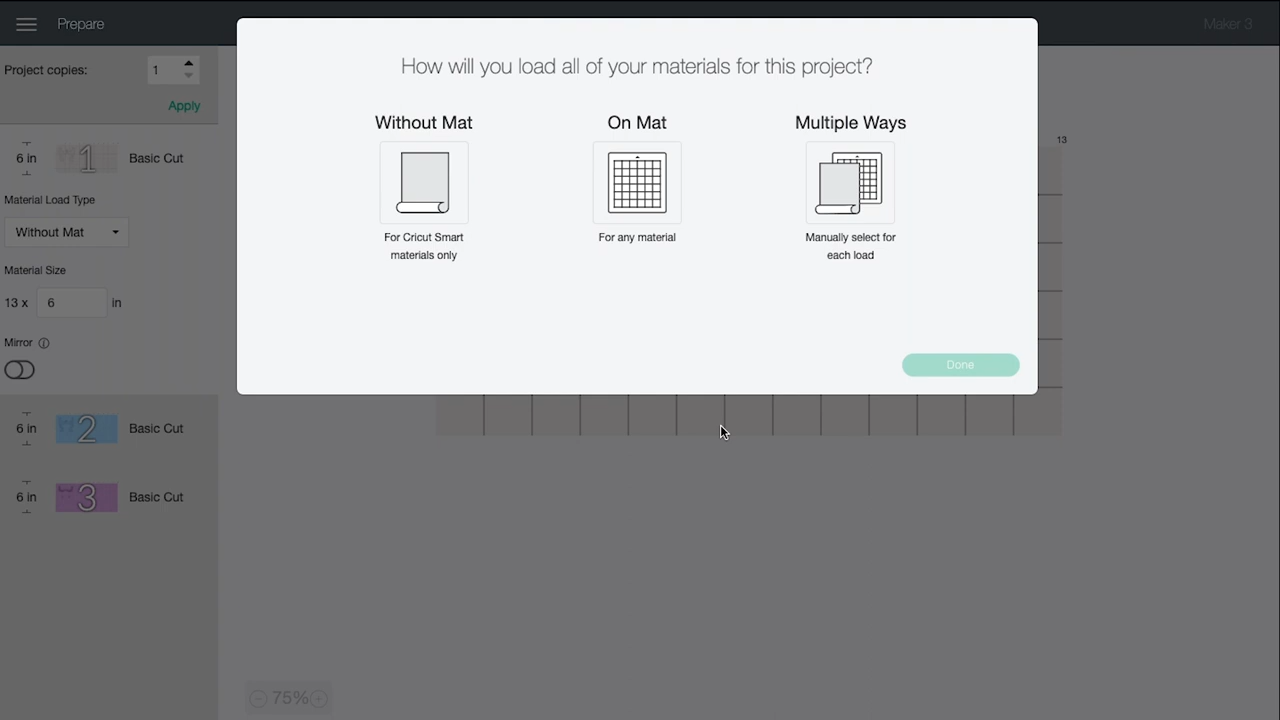 Prepare
Maker 3
Project copies:
1
Apply
6 in
1
Basic Cut
Material Load Type
Without Mat
Material Size
13 x
6
in
Mirror
6 in
2
Basic Cut
6 in
3
Basic Cut
How will you load all of your materials for this project?
Without Mat
On Mat
Multiple Ways
For Cricut Smart
materials only
For any material
Manually select for
each load
Done
13
75%